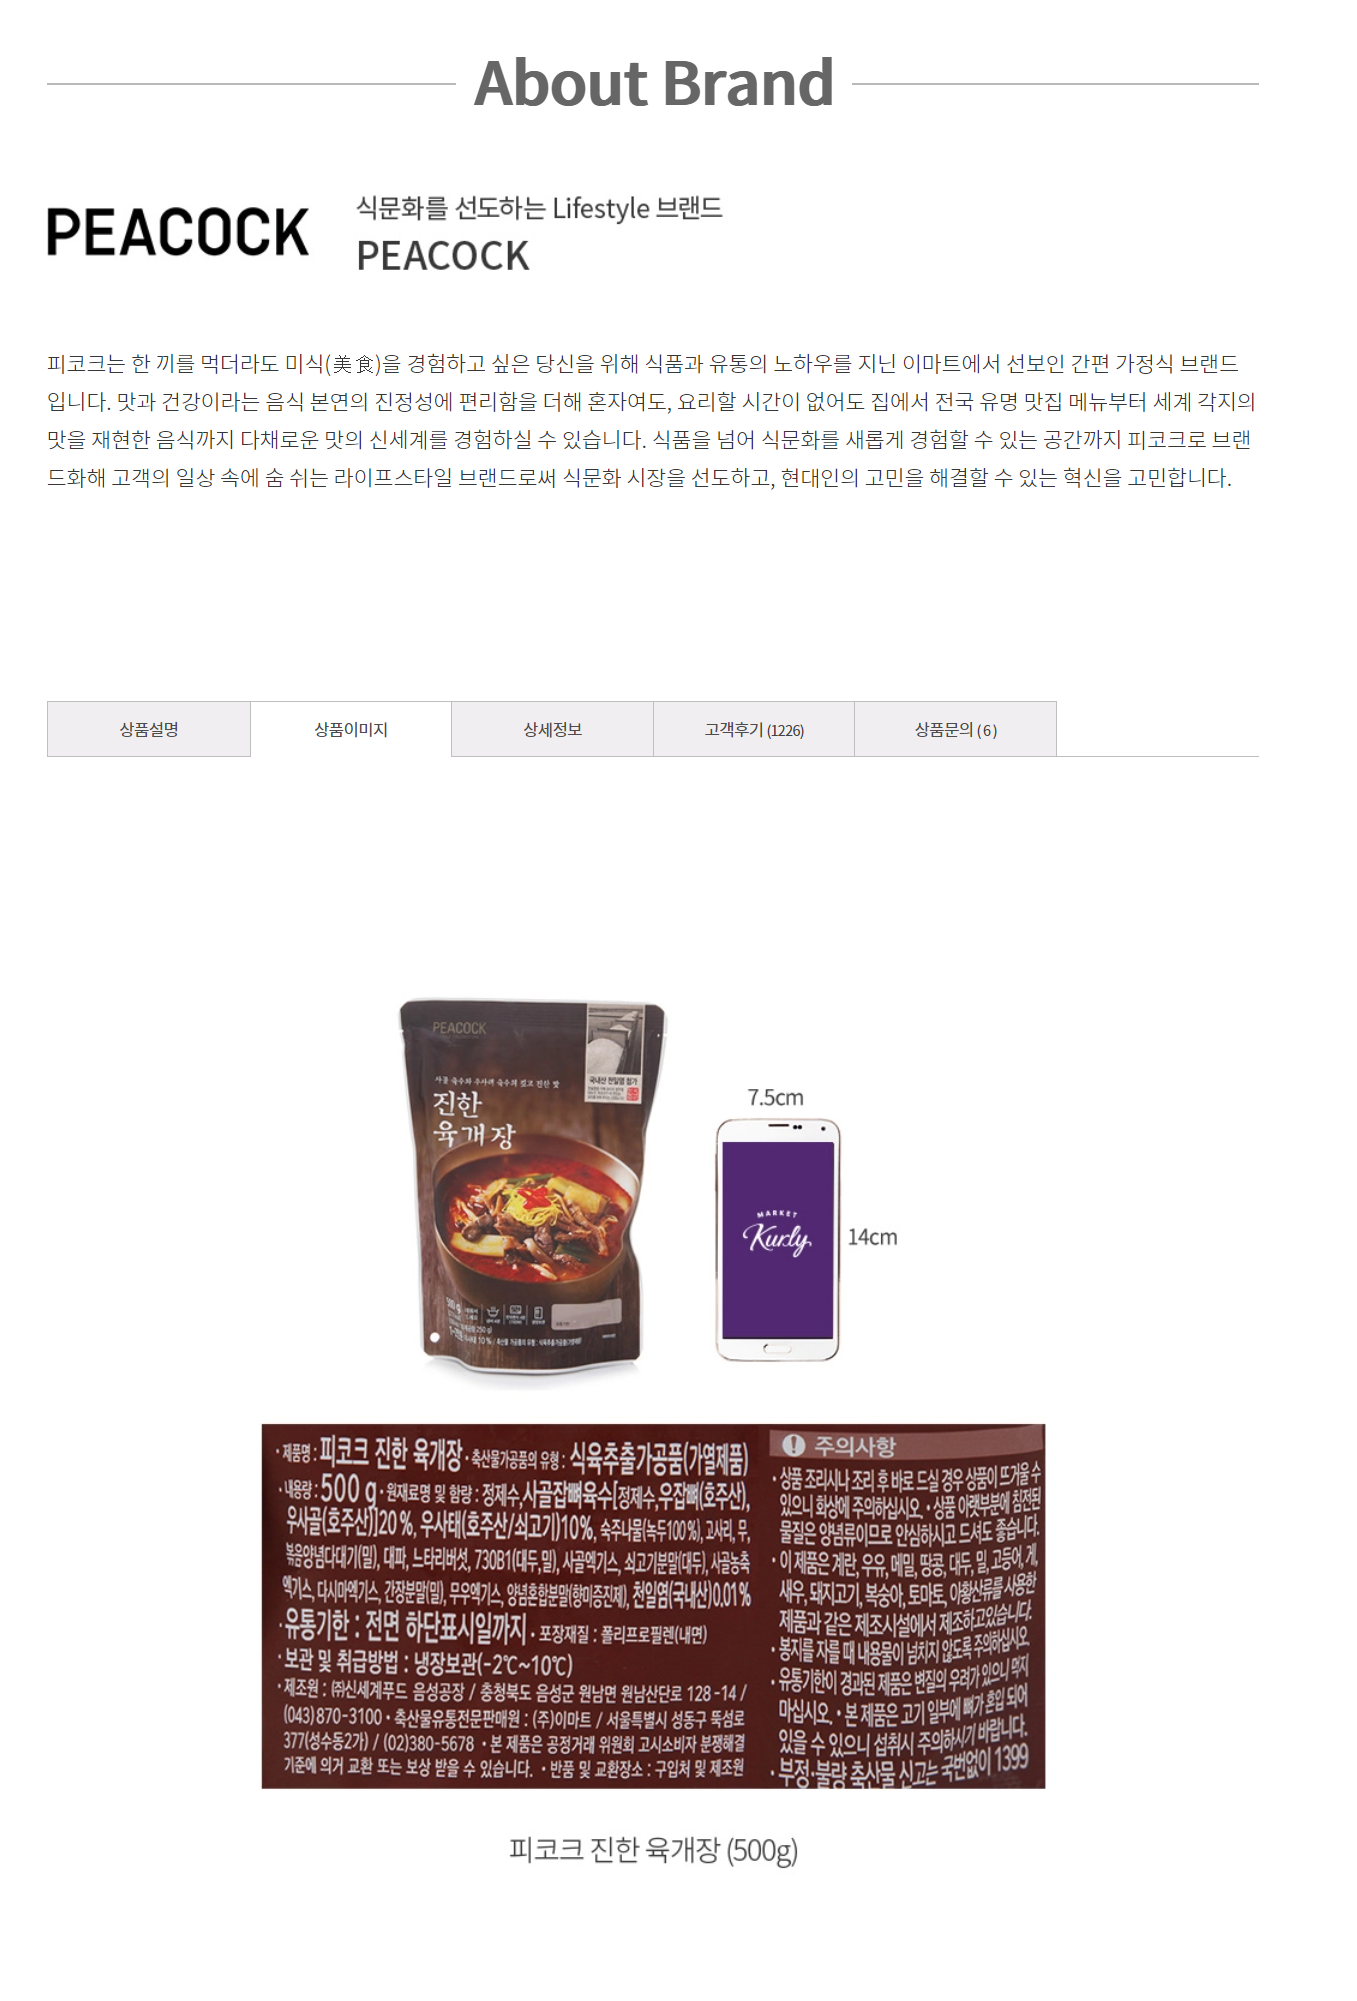 About Brand
PEACOCK
식문화를 선도하는 Lifestyle 브랜드
PEACOCK
피코크는 한 끼를 먹더라도 미식(美食)을 경험하고 싶은 당신을 위해 식품과 유통의 노하우를 지닌 이마트에서 선보인 간편 가정식 브랜드
입니다. 맛과 건강이라는 음식 본연의 진정성에 편리함을 더해 혼자여도, 요리할 시간이 없어도 집에서 전국 유명 맛집 메뉴부터 세계 각지의
맛을 재현한 음식까지 다채로운 맛의 신세계를 경험하실 수 있습니다. 식품을 넘어 식문화를 새롭게 경험할 수 있는 공간까지 피코크로 브랜
드화해 고객의 일상 속에 숨 쉬는 라이프스타일 브랜드로써 식문화 시장을 선도하고, 현대인의 고민을 해결할 수 있는 혁신을 고민합니다.
상품설명
상품이미지
상세정보
고객후기 (1226)
상품문의 (6)
PEACOCK
국내산 천일염 첨가
사골 육수와 우사태 육수의 깊고 진한 맛
진한
육개장
7.5cm
MARKET
Kurly
14cm
· 제품명 : 피코크 진한 육개장 · 축산물가공품의 유형 : 식육추출가공품(가열제품)
· 내용량 : 500 g · 원재료명 및 함량 : 정제수, 사골잡뼈육수[정제수, 우잡뼈(호주산),
우사골(호주산)]20 %, 우사태(호주산/쇠고기)10%, 숙주나물(녹두100%), 고사리, 무,
볶음양념다대기(밀), 대파, 느타리버섯, 730B1(대두,밀), 사골엑기스, 쇠고기분말(대두), 사골농축
엑기스, 다시마엑기스, 간장분말(밀), 무우엑기스, 양념혼합분말(향미증진제), 천일염(국내산)0.01%
· 유통기한 : 전면 하단표시일까지 · 포장재질 : 폴리프로필렌(내면)
· 보관 및 취급방법 : 냉장보관(-2℃~10℃)
· 제조원 : ㈜신세계푸드 음성공장 / 충청북도 음성군 원남면 원남산단로 128-14 /
(043)870-3100 · 축산물유통전문판매원 : (주)이마트 / 서울특별시 성동구 뚝섬로
377(성수동2가) / (02)380-5678 · 본 제품은 공정거래 위원회 고시소비자 분쟁해결
기준에 의거 교환 또는 보상 받을 수 있습니다. · 반품 및 교환장소 : 구입처 및 제조원
! 주의사항
· 상품 조리시나 조리 후 바로 드실 경우 상품이 뜨거울 수
있으니 화상에 주의하십시오. · 상품 아랫부분에 침전된
물질은 양념류이므로 안심하시고 드셔도 좋습니다.
· 이 제품은 계란, 우유, 메밀, 땅콩, 대두, 밀, 고등어, 게,
새우, 돼지고기, 복숭아, 토마토, 이황산류를 사용한
제품과 같은 제조시설에서 제조하고있습니다.
· 봉지를 자를 때 내용물이 넘치지 않도록 주의하십시오.
· 유통기한이 경과된 제품은 변질의 우려가 있으니 먹지
마십시오. · 본 제품은 고기 일부에 뼈가 혼입 되어
있을 수 있으니 섭취시 주의하시기 바랍니다.
· 부정·불량 축산물 신고는 국번없이 1399
피코크 진한 육개장 (500g)